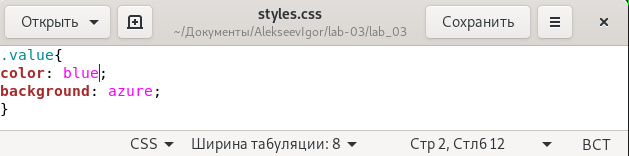 Открыть
styles.css
~/Документы/AlekseevIgor/lab-03/lab_03
Сохранить
.value{
color: blue;
background: azure;
}
CSS Ширина табуляции: 8 Стр 2, Стлб 12 ВСТ